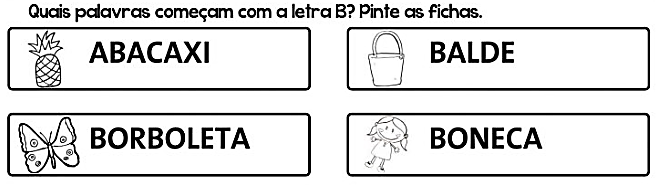 Quais palavras começam com a letra B? Pinte as fichas.
ABACAXI
BALDE
BORBOLETA
BONECA